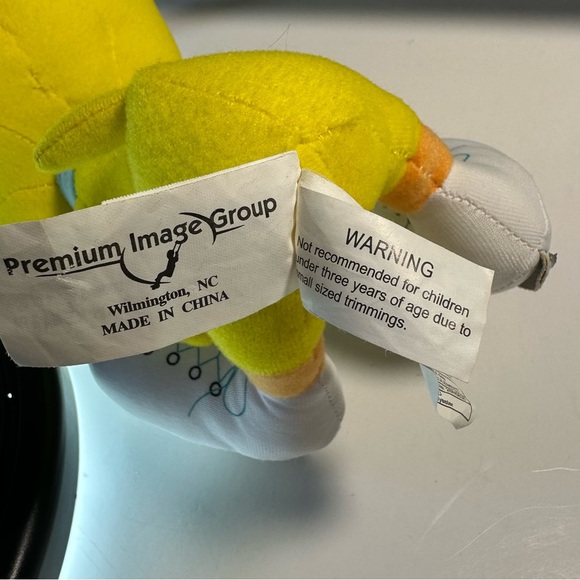 Premium Image Group
Wilmington, NC
MADE IN CHINA
WARNING
Not recommended for children
under three years of age due to
small sized trimmings.